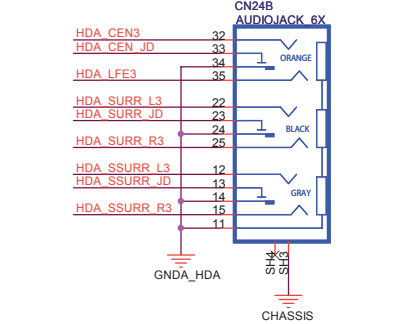 CN24B
AUDIOJACK_6X
HDA_CEN3 32
HDA_CEN_JD 33
34
ORANGE
HDA_LFE3 35
HDA_SURR_L3 22
HDA_SURR_JD 23
24
BLACK
HDA_SURR_R3 25
HDA_SSURR_L3 12
HDA_SSURR_JD 13
14
GRAY
HDA_SSURR_R3 15
11
SH4
SH3
GNDA_HDA
CHASSIS